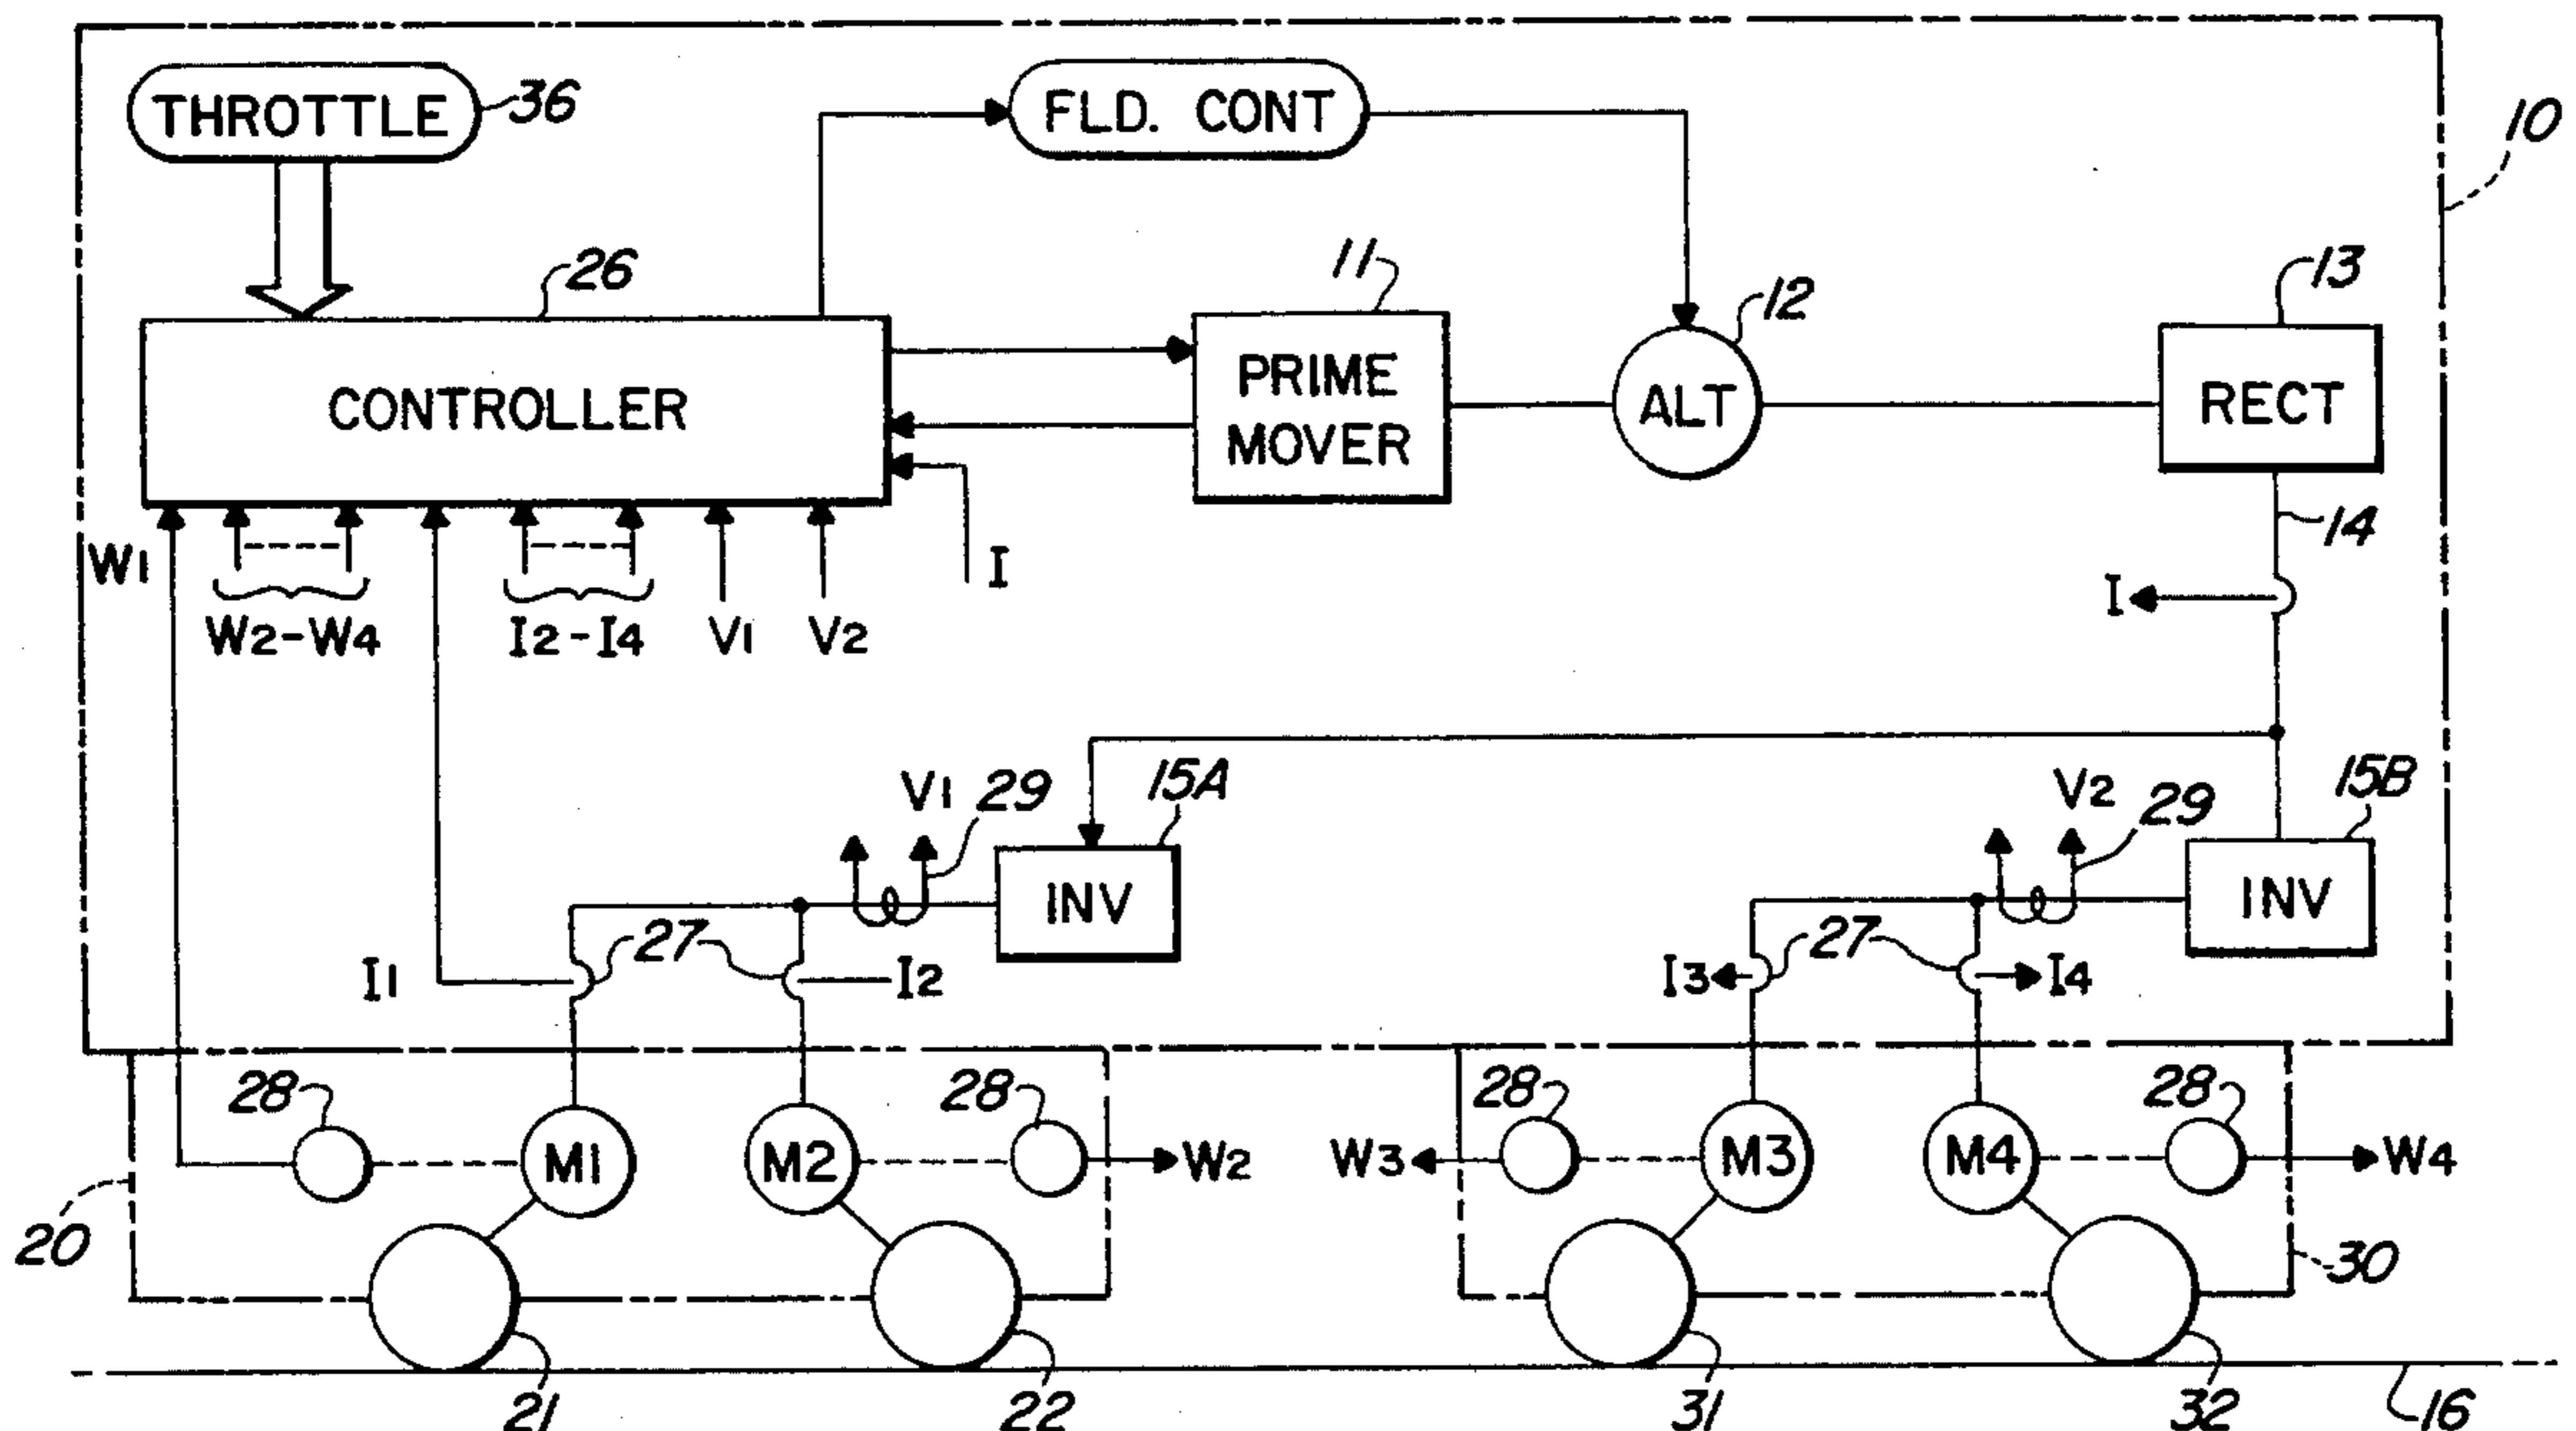 THROTTLE 36 FLD. CONT 10
26 11 12 13
CONTROLLER PRIME MOVER ALT RECT
14
W1 I I
W2-W4 I2-I4 V1 V2
V1 29 15A V2 29 15B
INV INV
27 27
I1 I2 I3 I4
28 28 28 28
M1 M2 W2 W3 M3 M4 W4
20 30
21 22 31 32 16